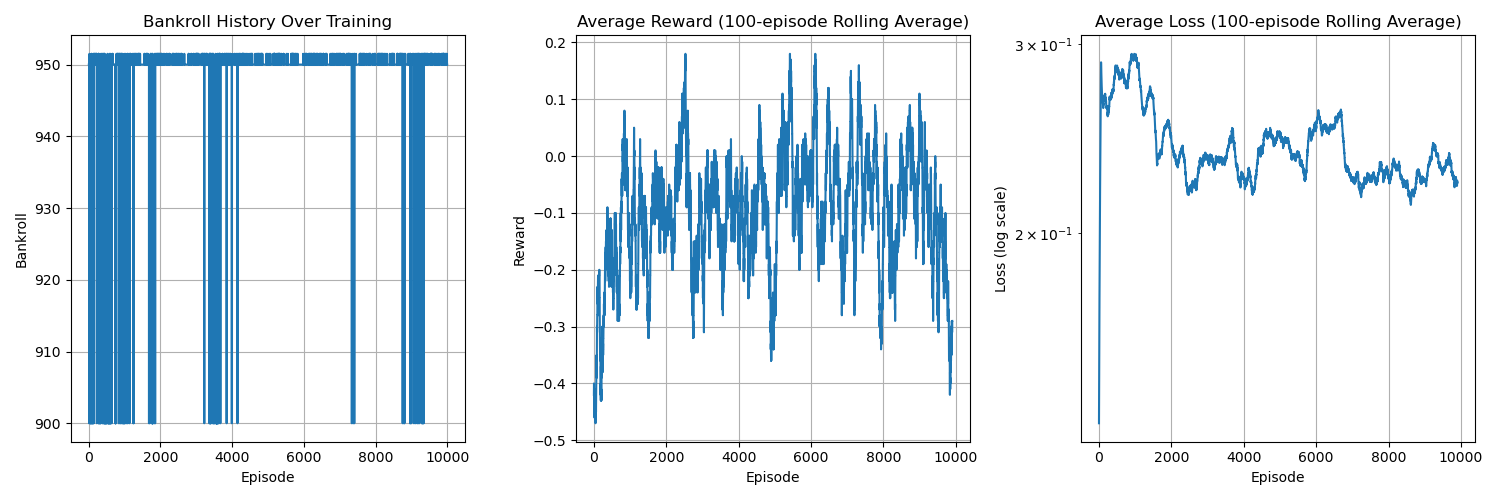 Bankroll History Over Training
Bankroll
950
940
930
920
910
900
0 2000 4000 6000 8000 10000
Episode
Average Reward (100-episode Rolling Average)
Reward
0.2
0.1
0.0
−0.1
−0.2
−0.3
−0.4
−0.5
0 2000 4000 6000 8000 10000
Episode
Average Loss (100-episode Rolling Average)
Loss (log scale)
3 × 10⁻¹
2 × 10⁻¹
0 2000 4000 6000 8000 10000
Episode